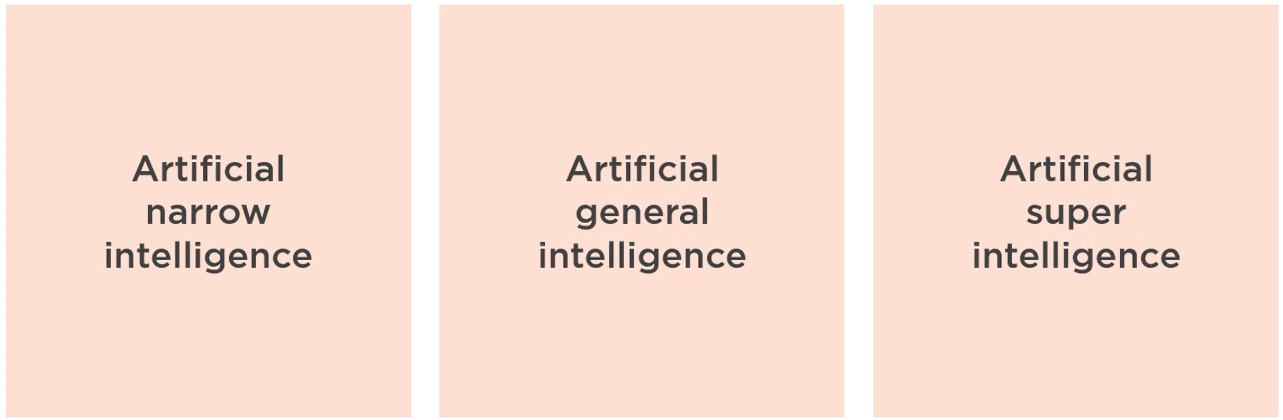 Artificial
narrow
intelligence
Artificial
general
intelligence
Artificial
super
intelligence